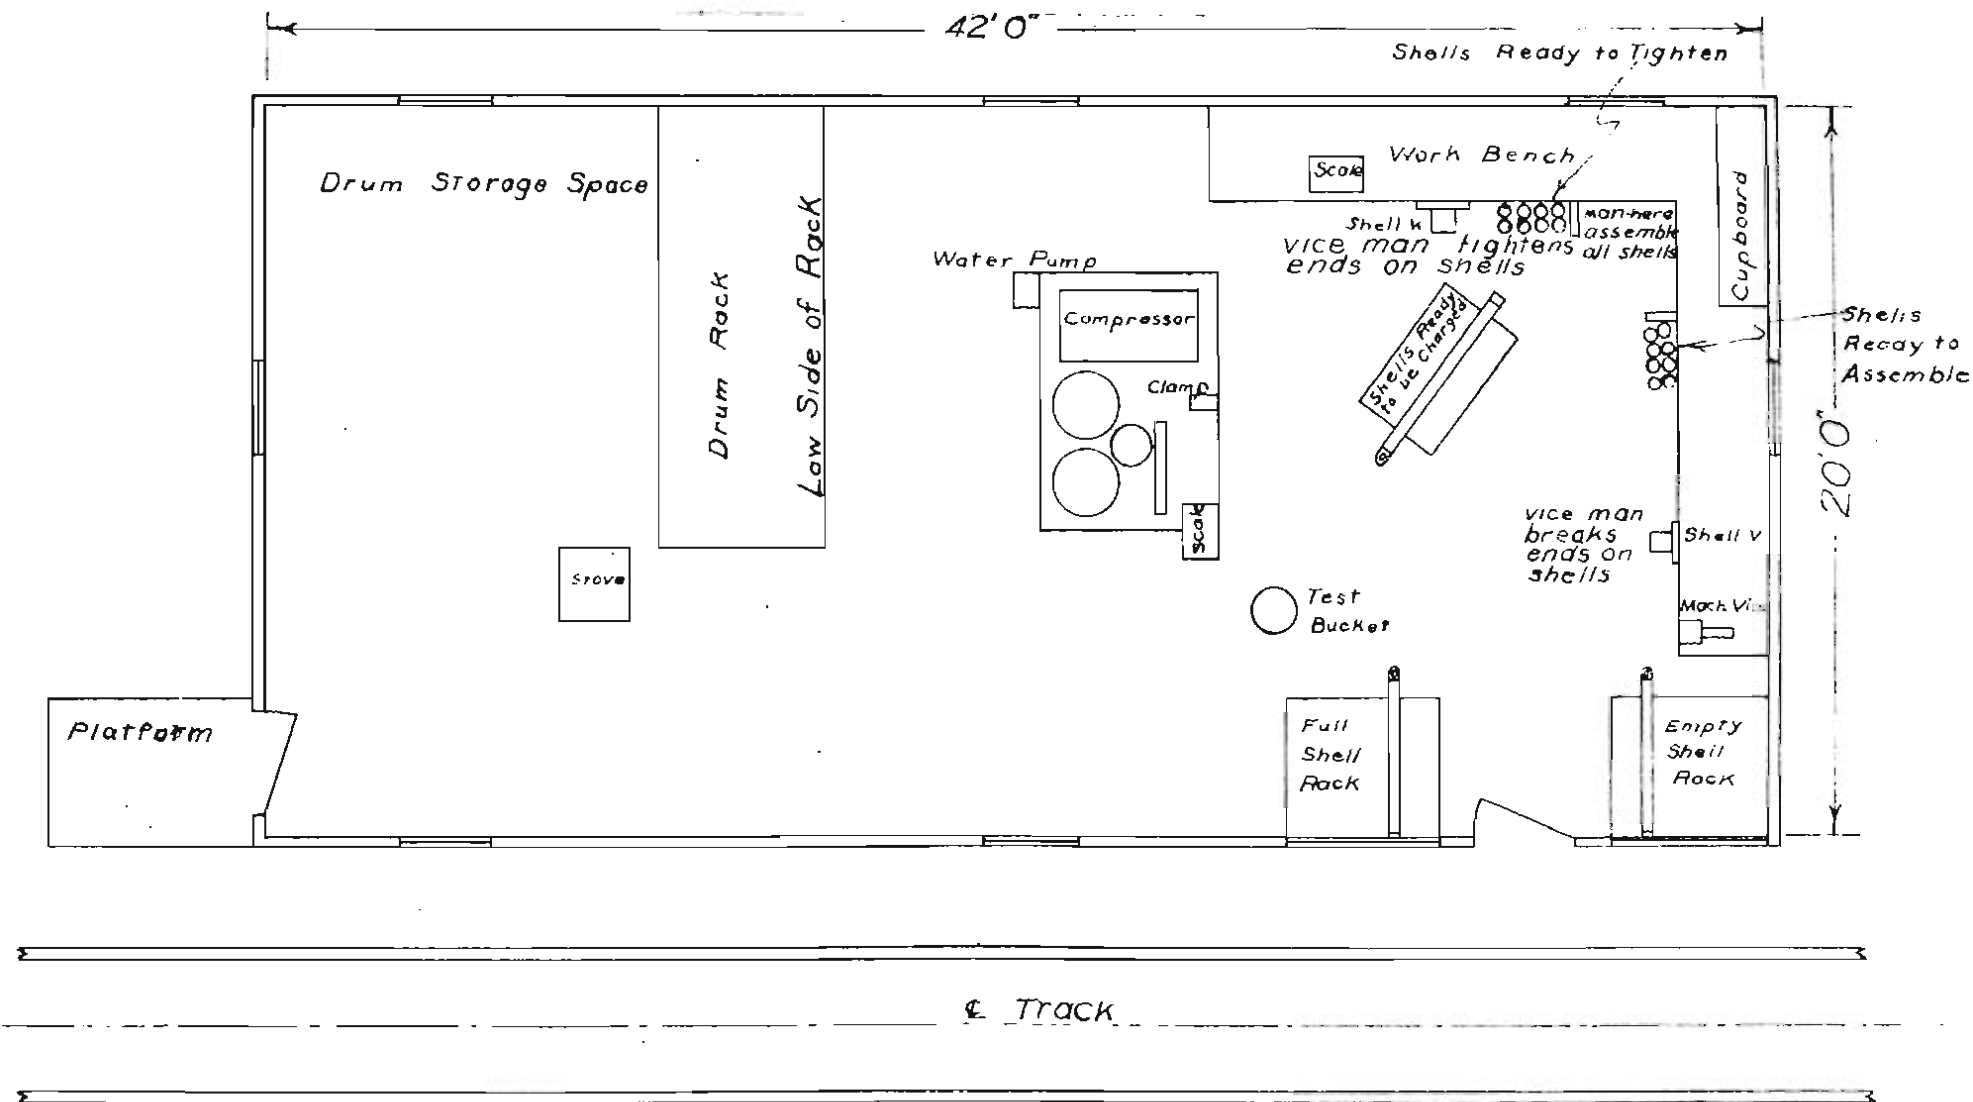 42'0"
Shells Ready to Tighten
Drum Storage Space
Scale
Work Bench
Cupboard
Shell
man-here
assemble
all shells
vice man tightens
ends on shells
Drum Rack
Low Side of Rack
Water Pump
Compressor
Clamp
Scale
Shells Ready
to be Charged
Shells
Ready to
Assemble
20'0"
vice man
breaks
ends on
shells
Shell V
Mach. Vi
Stove
Test
Bucket
Platform
Full
Shell
Rack
Empty
Shell
Rack
℄ Track